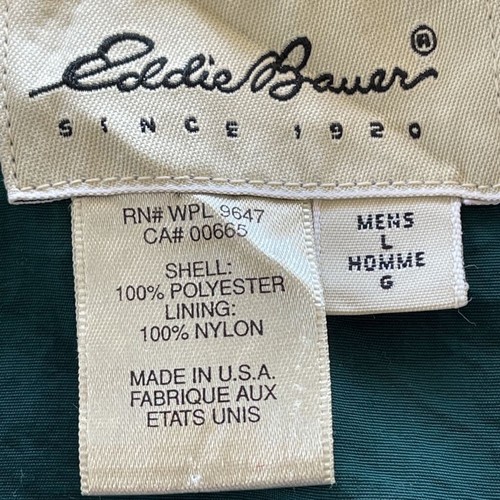 Eddie Bauer ®
SINCE 1920
RN# WPL 9647
CA# 00665
SHELL:
100% POLYESTER
LINING:
100% NYLON
MADE IN U.S.A.
FABRIQUE AUX
ETATS UNIS
MENS
L
HOMME
G